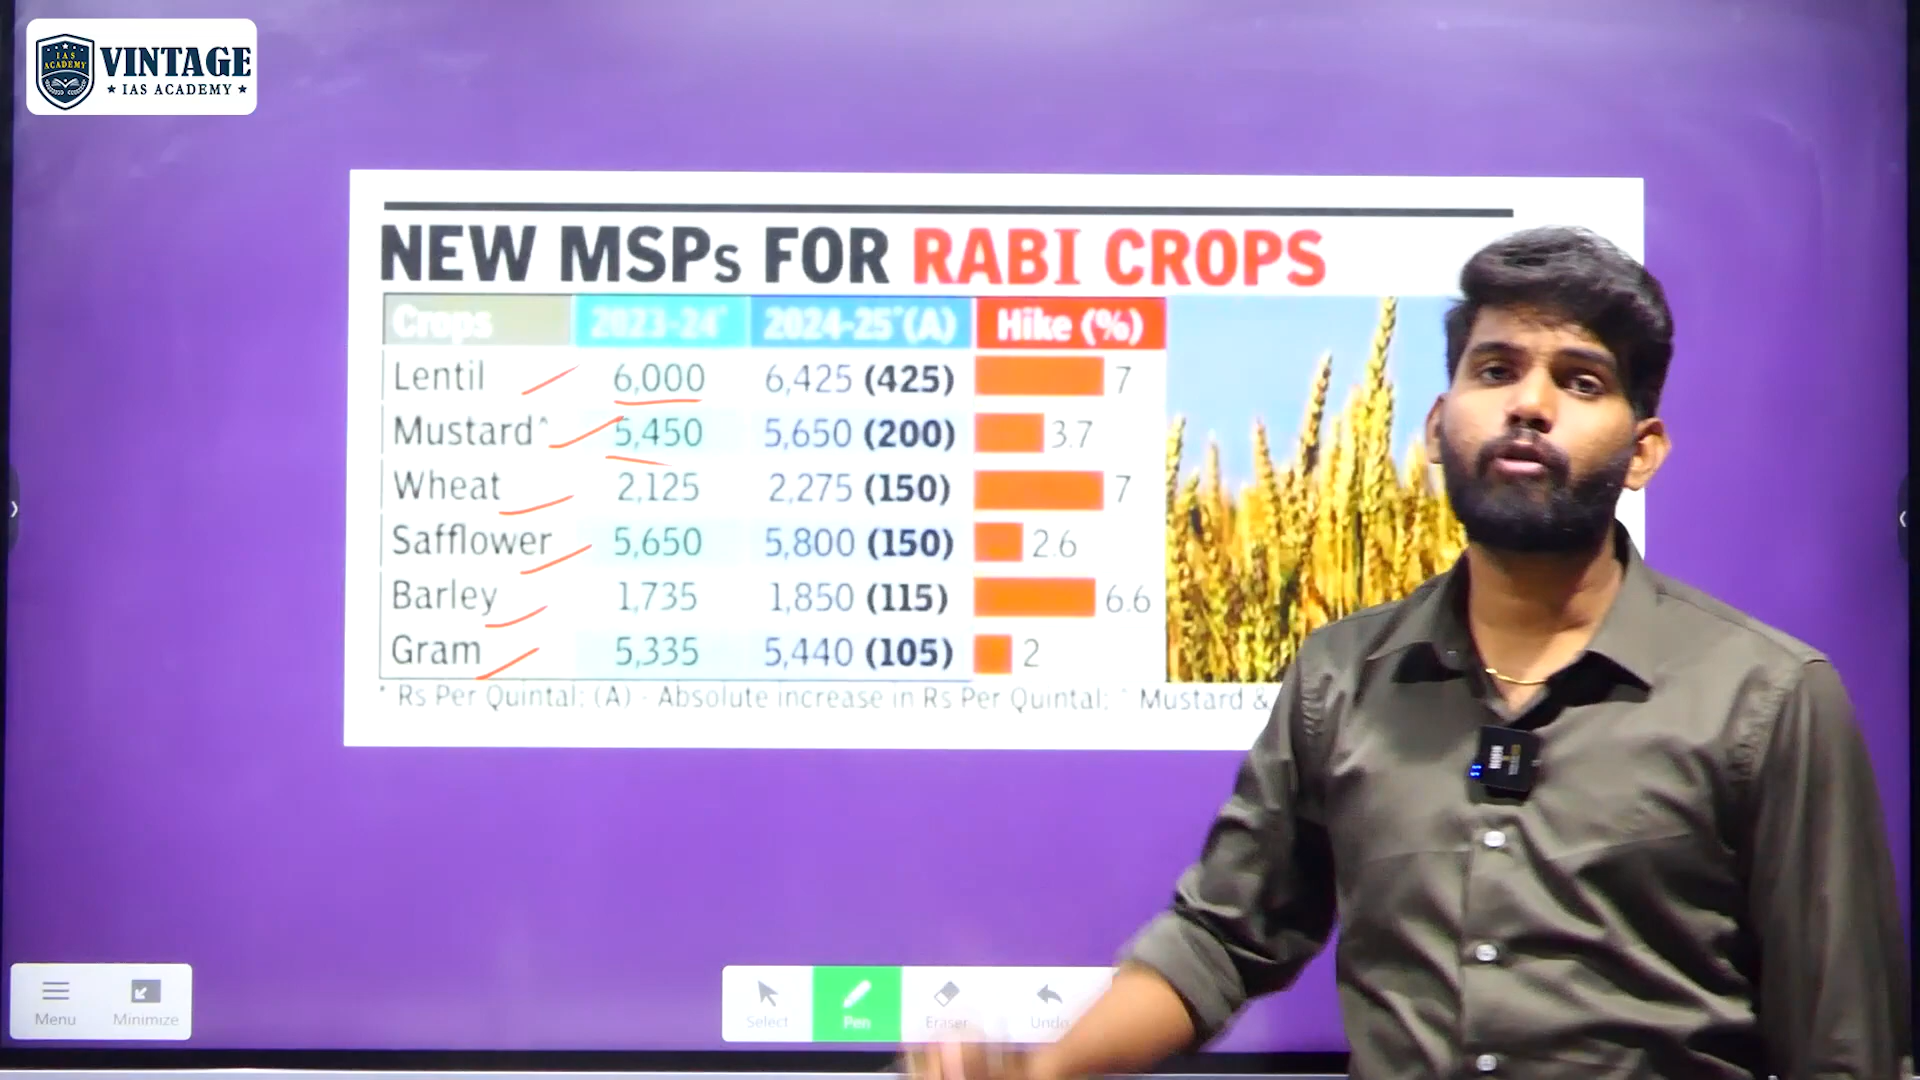 IAS
ACADEMY
VINTAGE
IAS ACADEMY
NEW MSPs FOR RABI CROPS
Crops 2023-24* 2024-25*(A) Hike (%)
Lentil 6,000 6,425 (425) 7
Mustard^ 5,450 5,650 (200) 3.7
Wheat 2,125 2,275 (150) 7
Safflower 5,650 5,800 (150) 2.6
Barley 1,735 1,850 (115) 6.6
Gram 5,335 5,440 (105) 2
* Rs Per Quintal; (A) - Absolute increase in Rs Per Quintal; ^ Mustard &
Menu Minimize Select Pen Eraser Undo